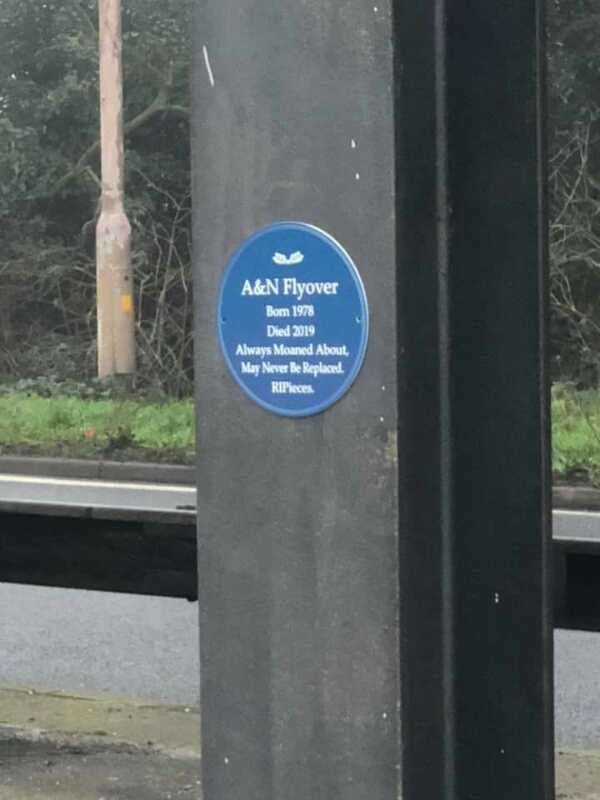 A&N Flyover
Born 1978
Died 2019
Always Moaned About,
May Never Be Replaced.
RIPieces.